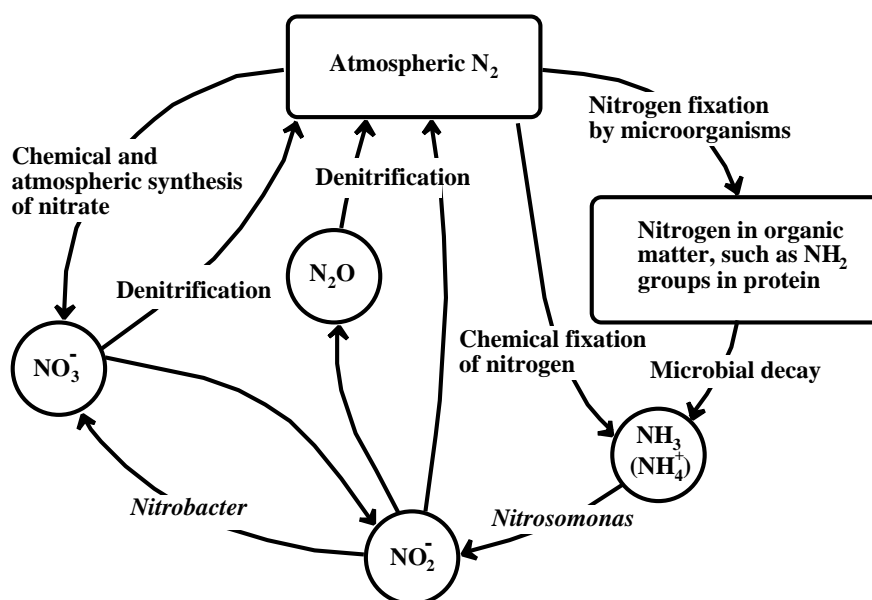 Atmospheric N₂
Nitrogen fixation
by microorganisms
Chemical and
atmospheric synthesis
of nitrate
Denitrification
Nitrogen in organic
matter, such as NH₂
groups in protein
N₂O
Denitrification
Chemical fixation
of nitrogen
Microbial decay
NO₃⁻
NH₃
(NH₄⁺)
Nitrobacter
Nitrosomonas
NO₂⁻